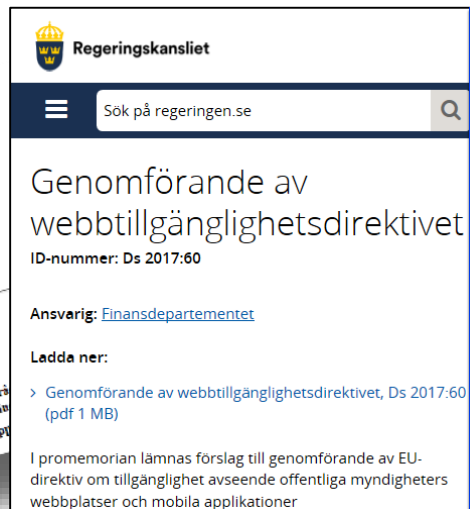 Regeringskansliet
Sök på regeringen.se
Genomförande av
webbtillgänglighetsdirektivet
ID-nummer: Ds 2017:60
Ansvarig: Finansdepartementet
Ladda ner:
> Genomförande av webbtillgänglighetsdirektivet, Ds 2017:60
(pdf 1 MB)
I promemorian lämnas förslag till genomförande av EU-
direktiv om tillgänglighet avseende offentliga myndigheters
webbplatser och mobila applikationer